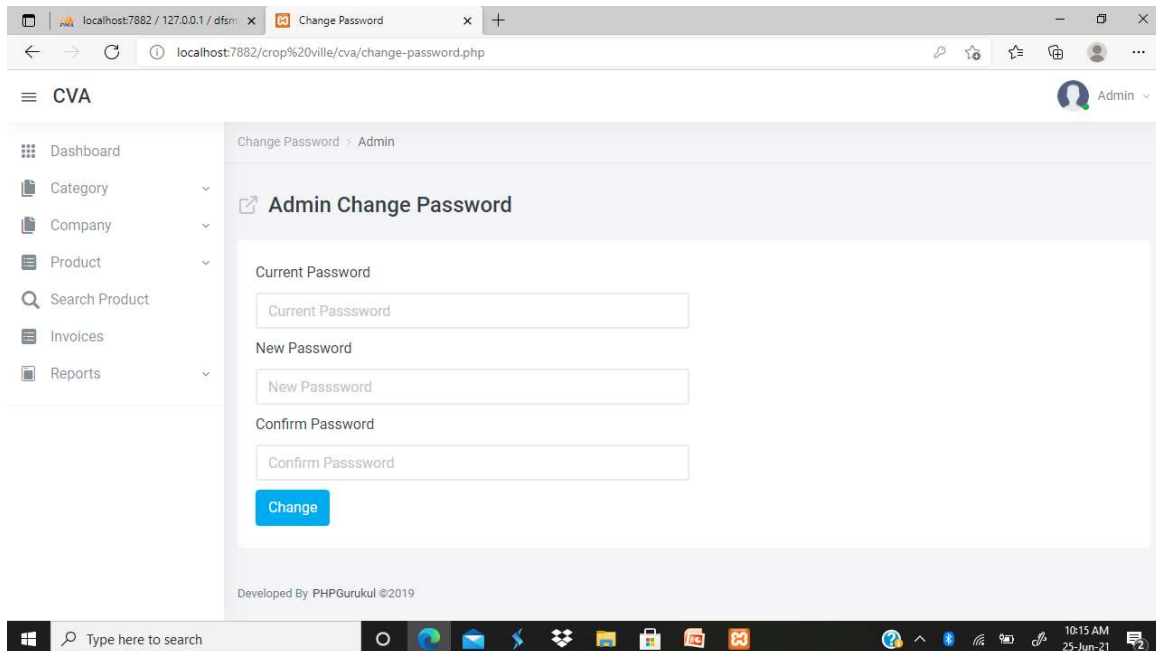 localhost:7882 / 127.0.0.1 / dfsm
Change Password
localhost:7882/crop%20ville/cva/change-password.php
CVA
Admin
Dashboard
Category
Company
Product
Search Product
Invoices
Reports
Change Password > Admin
Admin Change Password
Current Password
Current Passsword
New Password
New Passsword
Confirm Password
Confirm Passsword
Change
Developed By PHPGurukul ©2019
Type here to search
10:15 AM
25-Jun-21
2